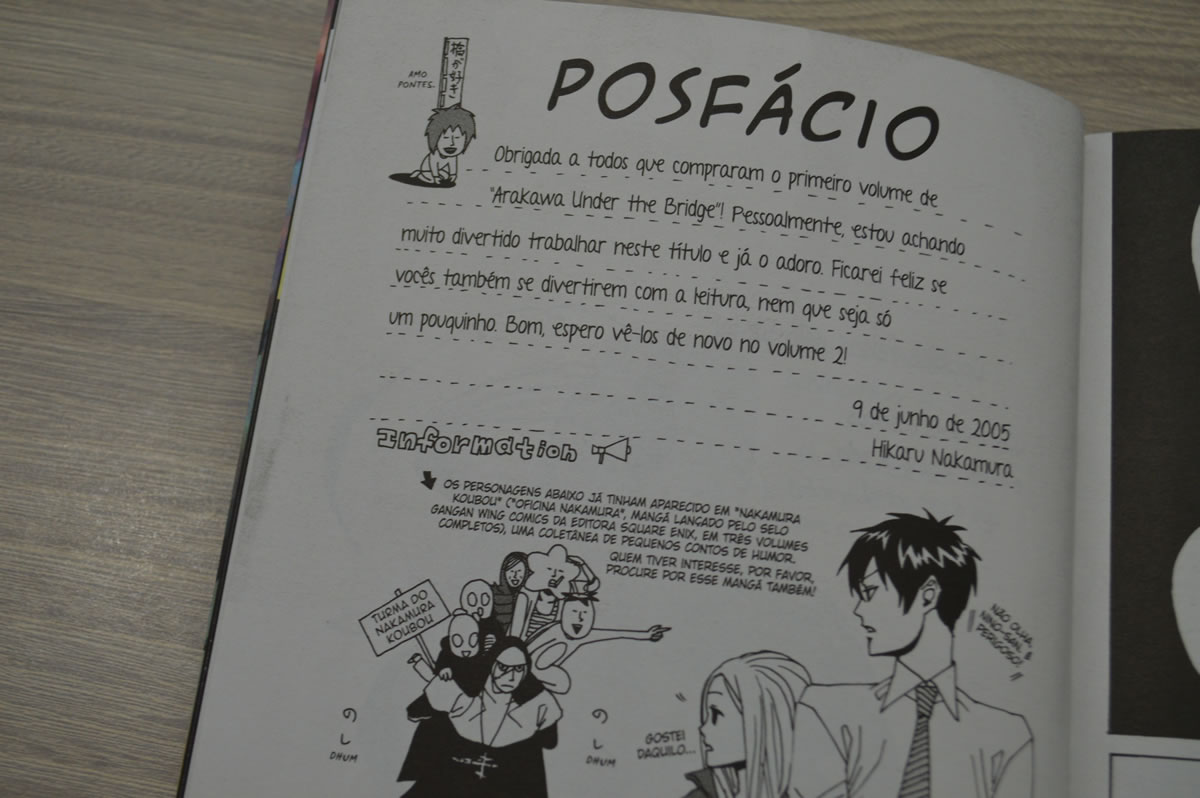 橋が好き
AMO
PONTES.
POSFÁCIO
Obrigada a todos que compraram o primeiro volume de
"Arakawa Under the Bridge"! Pessoalmente, estou achando
muito divertido trabalhar neste título e já o adoro. Ficarei feliz se
vocês também se divertirem com a leitura, nem que seja só
um pouquinho. Bom, espero vê-los de novo no volume 2!
9 de junho de 2005
Hikaru Nakamura
Information
OS PERSONAGENS ABAIXO JÁ TINHAM APARECIDO EM "NAKAMURA
KOUBOU" ("OFICINA NAKAMURA", MANGÁ LANÇADO PELO SELO
GANGAN WING COMICS DA EDITORA SQUARE ENIX, EM TRÊS VOLUMES
COMPLETOS), UMA COLETÂNEA DE PEQUENOS CONTOS DE HUMOR.
QUEM TIVER INTERESSE, POR FAVOR,
PROCURE POR ESSE MANGÁ TAMBÉM!
TURMA DO
NAKAMURA
KOUBOU
NÃO OLHA,
NINO-SAN. É
PERIGOSO!
GOSTEI
DAQUILO...
のし
DHUM
のし
DHUM